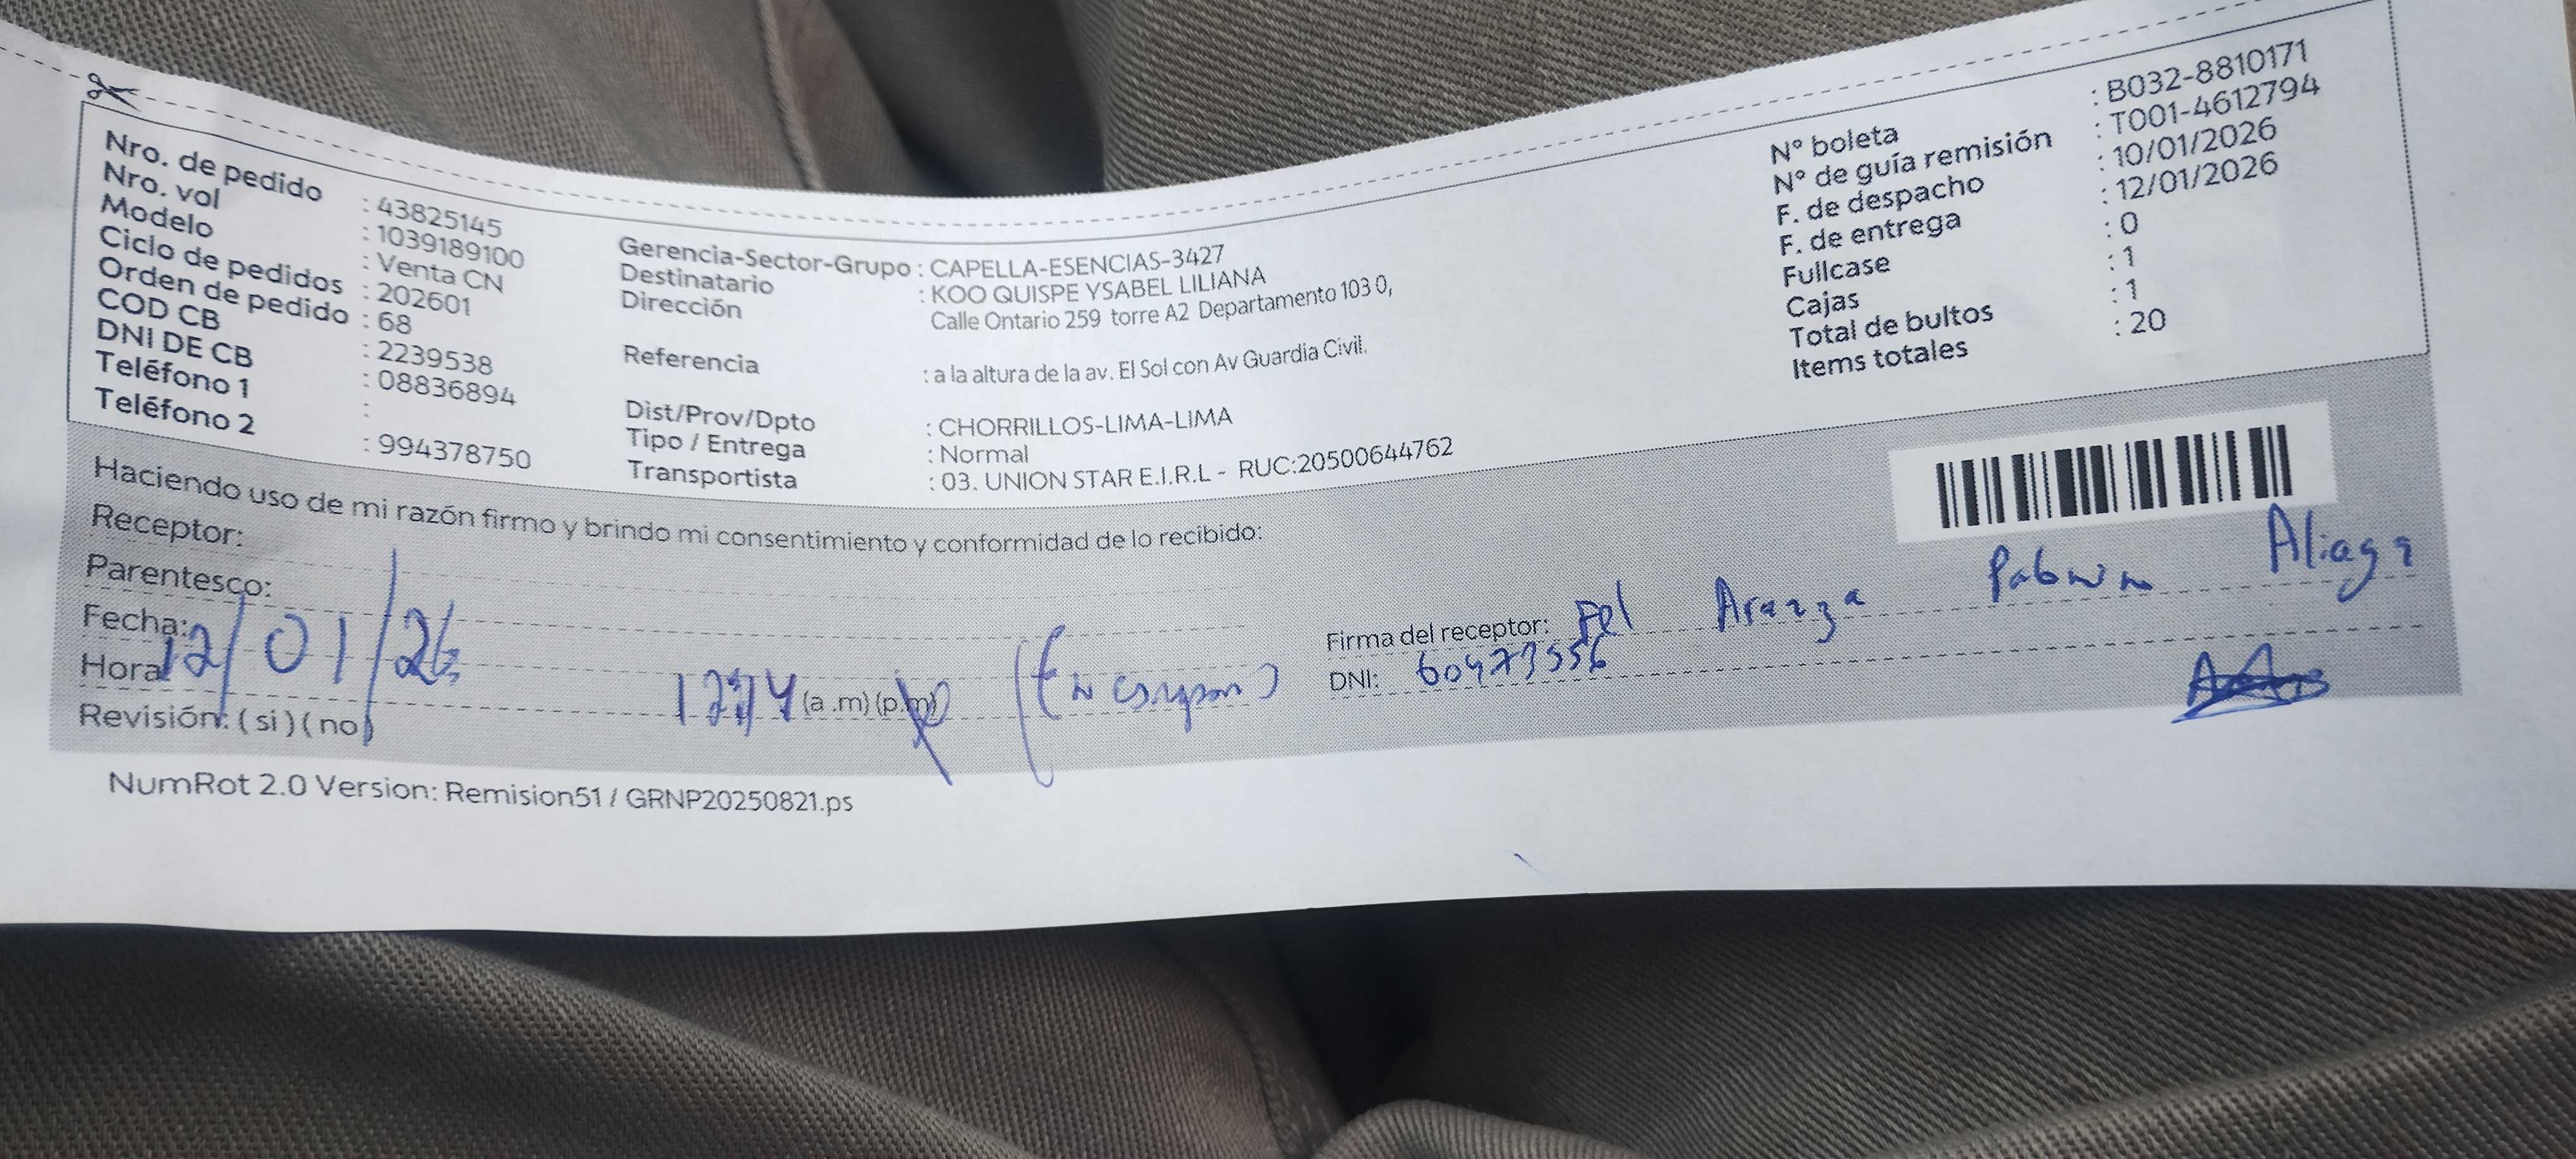 Nro. de pedido : 43825145
Nro. vol : 1039189100
Modelo : Venta CN
Ciclo de pedidos : 202601
Orden de pedido : 68
COD CB : 2239538
DNI DE CB : 08836894
Teléfono 1 :
Teléfono 2 : 994378750
Gerencia-Sector-Grupo : CAPELLA-ESENCIAS-3427
Destinatario : KOO QUISPE YSABEL LILIANA
Dirección Calle Ontario 259 torre A2 Departamento 103 0,
Referencia : a la altura de la av. El Sol con Av Guardia Civil.
Dist/Prov/Dpto : CHORRILLOS-LIMA-LIMA
Tipo / Entrega : Normal
Transportista : 03. UNION STAR E.I.R.L - RUC:20500644762
N° boleta : B032-8810171
N° de guía remisión : T001-4612794
F. de despacho : 10/01/2026
F. de entrega : 12/01/2026
Fullcase : 0
Cajas : 1
Total de bultos : 1
Items totales : 20
Haciendo uso de mi razón firmo y brindo mi consentimiento y conformidad de lo recibido:
Receptor:
Parentesco:
Fecha: 12/01/26
Hora (a .m) (p.m)
Revisión: ( si ) ( no )
Firma del receptor: Aliaga
DNI:
NumRot 2.0 Version: Remision51 / GRNP20250821.ps